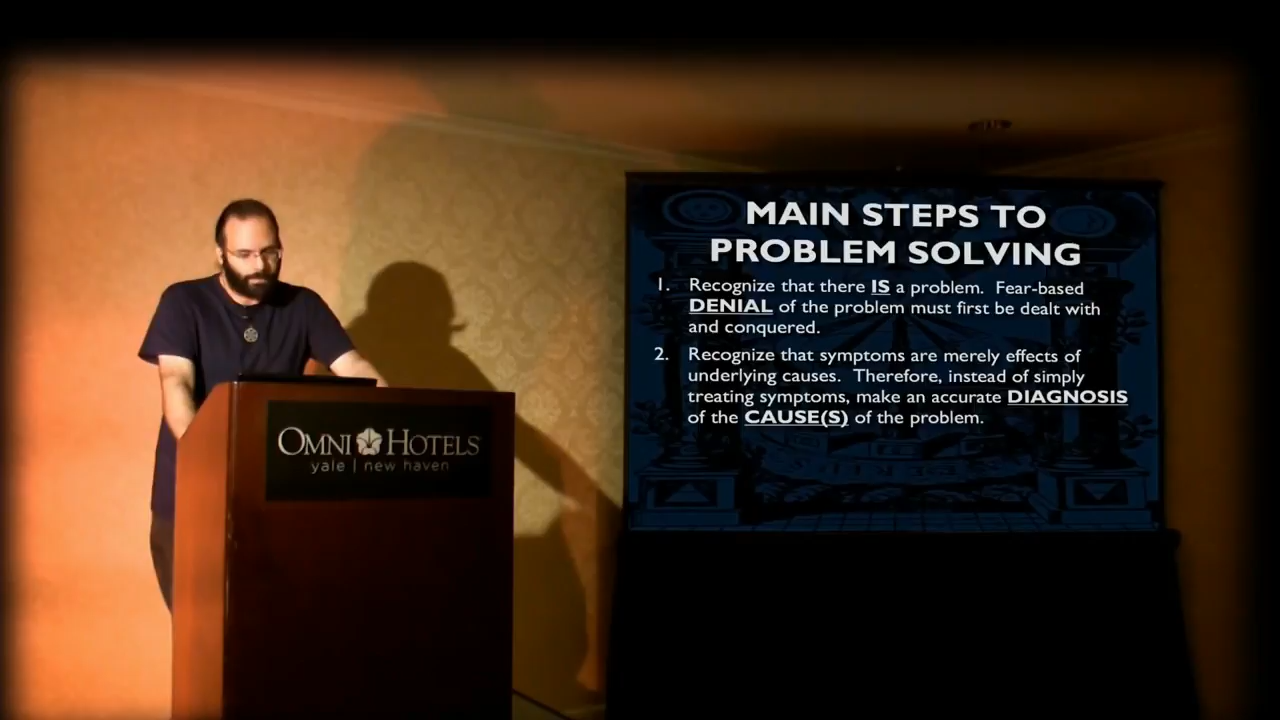 OMNI HOTELS
yale | new haven
MAIN STEPS TO
PROBLEM SOLVING
1. Recognize that there IS a problem. Fear-based
DENIAL of the problem must first be dealt with
and conquered.
2. Recognize that symptoms are merely effects of
underlying causes. Therefore, instead of simply
treating symptoms, make an accurate DIAGNOSIS
of the CAUSE(S) of the problem.